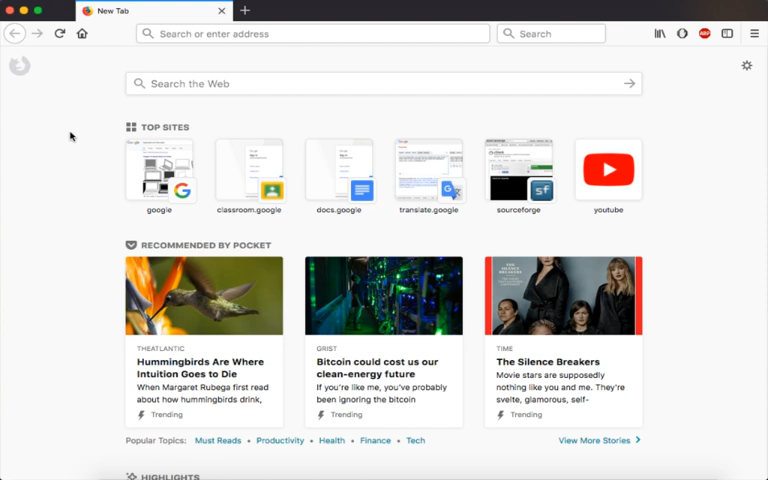 New Tab
Search or enter address
Search
ABP
Search the Web
TOP SITES
google
classroom.google
docs.google
translate.google
sourceforge
youtube
sf
RECOMMENDED BY POCKET
THEATLANTIC
Hummingbirds Are Where
Intuition Goes to Die
When Margaret Rubega first read
about how hummingbirds drink,
Trending
GRIST
Bitcoin could cost us our
clean-energy future
If you're like me, you've probably
been ignoring the bitcoin
Trending
THE SILENCE BREAKERS
TIME
The Silence Breakers
Movie stars are supposedly
nothing like you and me. They're
svelte, glamorous, self-
Trending
Popular Topics: Must Reads • Productivity • Health • Finance • Tech
View More Stories
HIGHLIGHTS